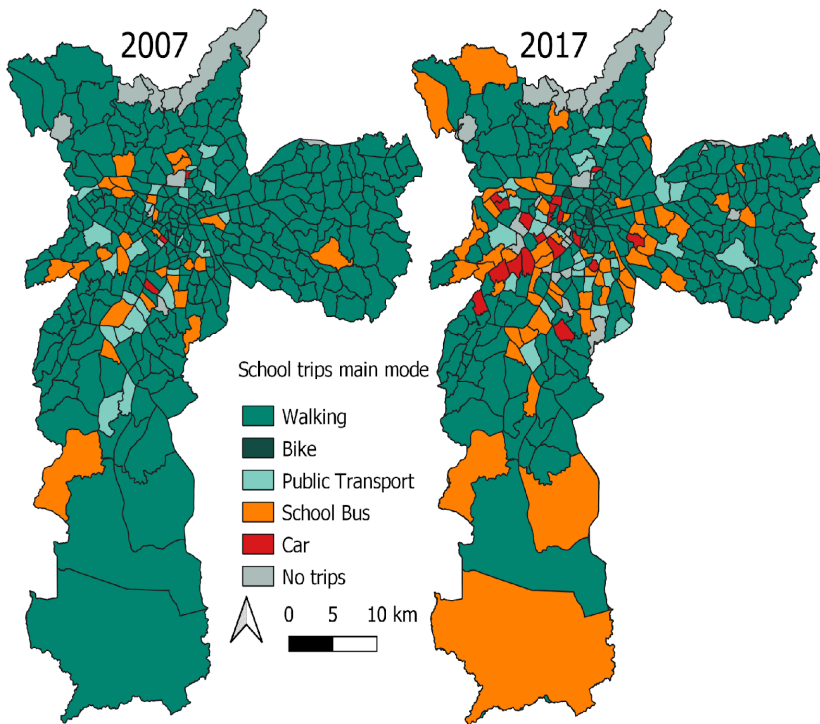 2007
2017
School trips main mode
Walking
Bike
Public Transport
School Bus
Car
No trips
0 5 10 km